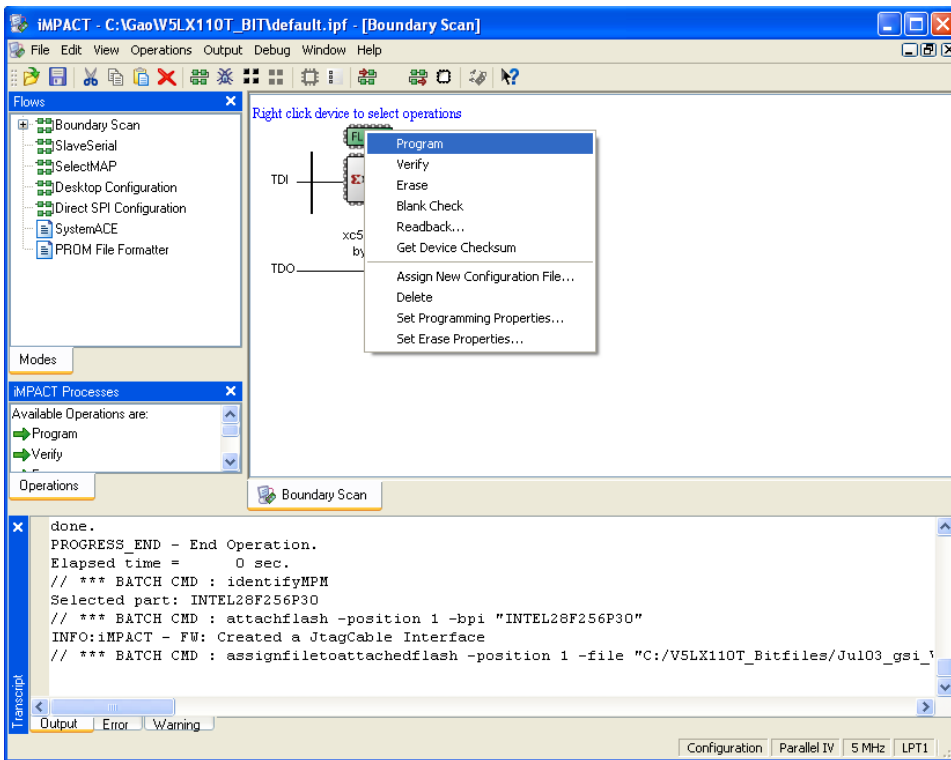 iMPACT - C:\Gao\V5LX110T_BIT\default.ipf - [Boundary Scan]
File Edit View Operations Output Debug Window Help
Flows
Boundary Scan
SlaveSerial
SelectMAP
Desktop Configuration
Direct SPI Configuration
SystemACE
PROM File Formatter
Modes
iMPACT Processes
Available Operations are:
Program
Verify
Operations
Right click device to select operations
FL
TDI
xc5
by
TDO
Program
Verify
Erase
Blank Check
Readback...
Get Device Checksum
Assign New Configuration File...
Delete
Set Programming Properties...
Set Erase Properties...
Boundary Scan
done.
PROGRESS_END - End Operation.
Elapsed time = 0 sec.
// *** BATCH CMD : identifyMPM
Selected part: INTEL28F256P30
// *** BATCH CMD : attachflash -position 1 -bpi "INTEL28F256P30"
INFO:iMPACT - FW: Created a JtagCable Interface
// *** BATCH CMD : assignfiletoattachedflash -position 1 -file "C:/V5LX110T_Bitfiles/Jul03_gsi_
Transcript
Output Error Warning
Configuration Parallel IV 5 MHz LPT1